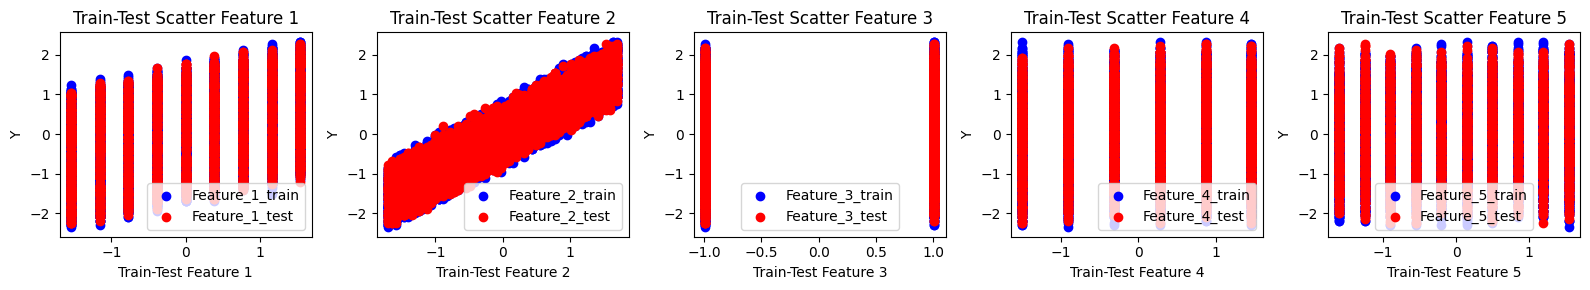 Train-Test Scatter Feature 1
2
1
0
−1
−2
Y
Feature_1_train
Feature_1_test
−1
0
1
Train-Test Feature 1
Train-Test Scatter Feature 2
2
1
0
−1
−2
Y
Feature_2_train
Feature_2_test
−1
0
1
Train-Test Feature 2
Train-Test Scatter Feature 3
2
1
0
−1
−2
Y
Feature_3_train
Feature_3_test
−1.0
−0.5
0.0
0.5
1.0
Train-Test Feature 3
Train-Test Scatter Feature 4
2
1
0
−1
−2
Y
Feature_4_train
Feature_4_test
−1
0
1
Train-Test Feature 4
Train-Test Scatter Feature 5
2
1
0
−1
−2
Y
Feature_5_train
Feature_5_test
−1
0
1
Train-Test Feature 5